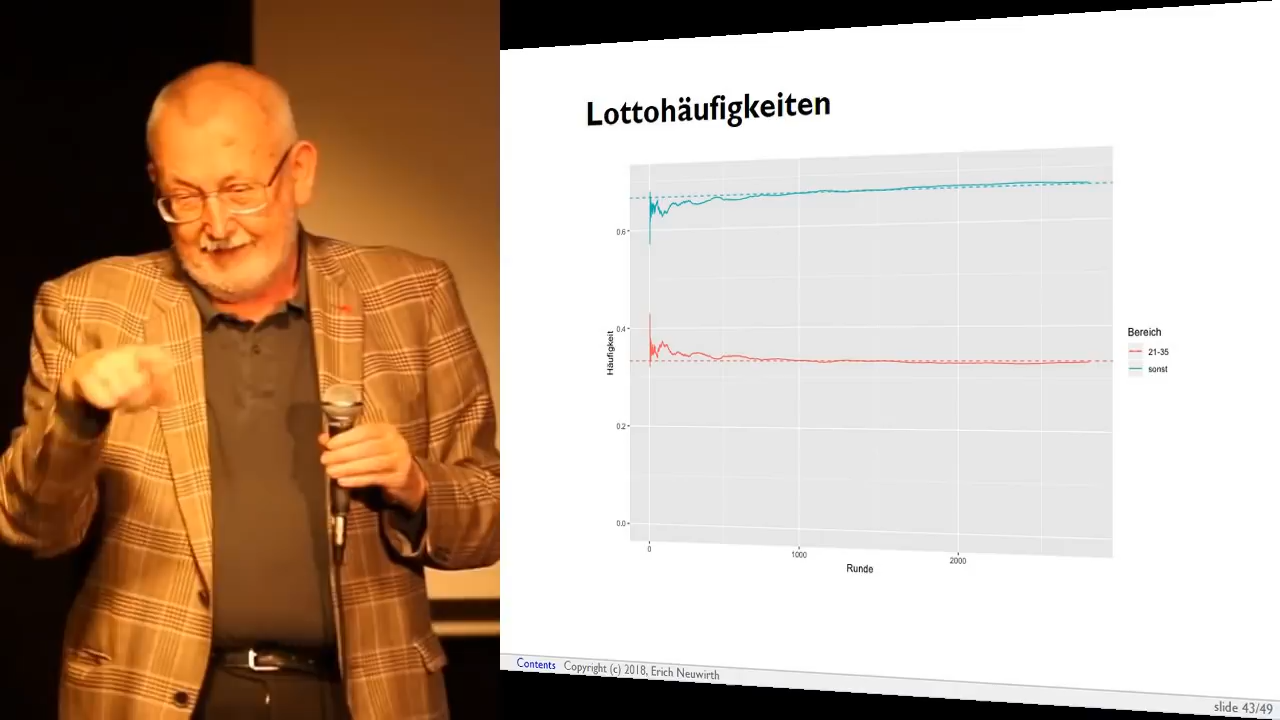 Lottohäufigkeiten
0.6
0.4
0.2
0.0
Häufigkeit
0
1000
2000
Runde
Bereich
21-35
sonst
Contents Copyright (c) 2018, Erich Neuwirth
slide 43/49